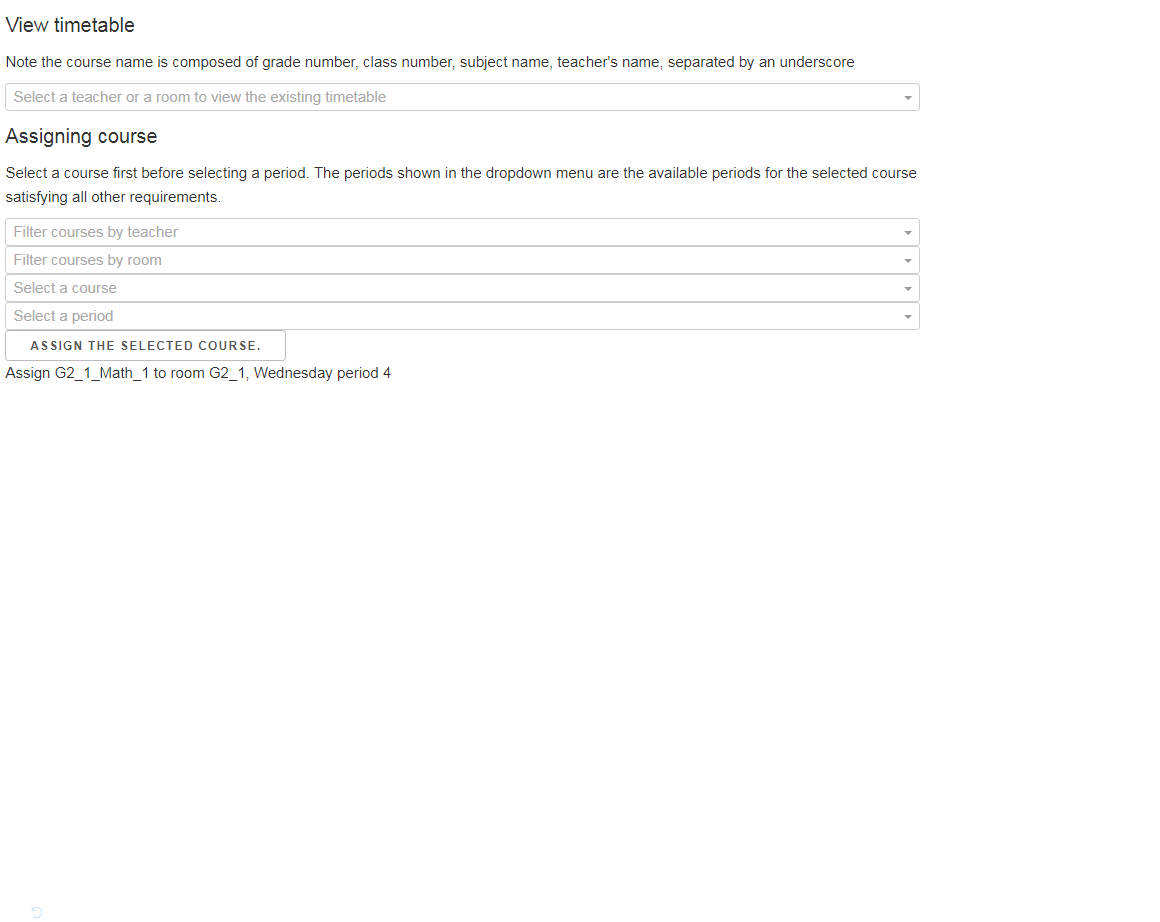 View timetable
Note the course name is composed of grade number, class number, subject name, teacher's name, separated by an underscore
Select a teacher or a room to view the existing timetable
Assigning course
Select a course first before selecting a period. The periods shown in the dropdown menu are the available periods for the selected course
satisfying all other requirements.
Filter courses by teacher
Filter courses by room
Select a course
Select a period
ASSIGN THE SELECTED COURSE.
Assign G2_1_Math_1 to room G2_1, Wednesday period 4